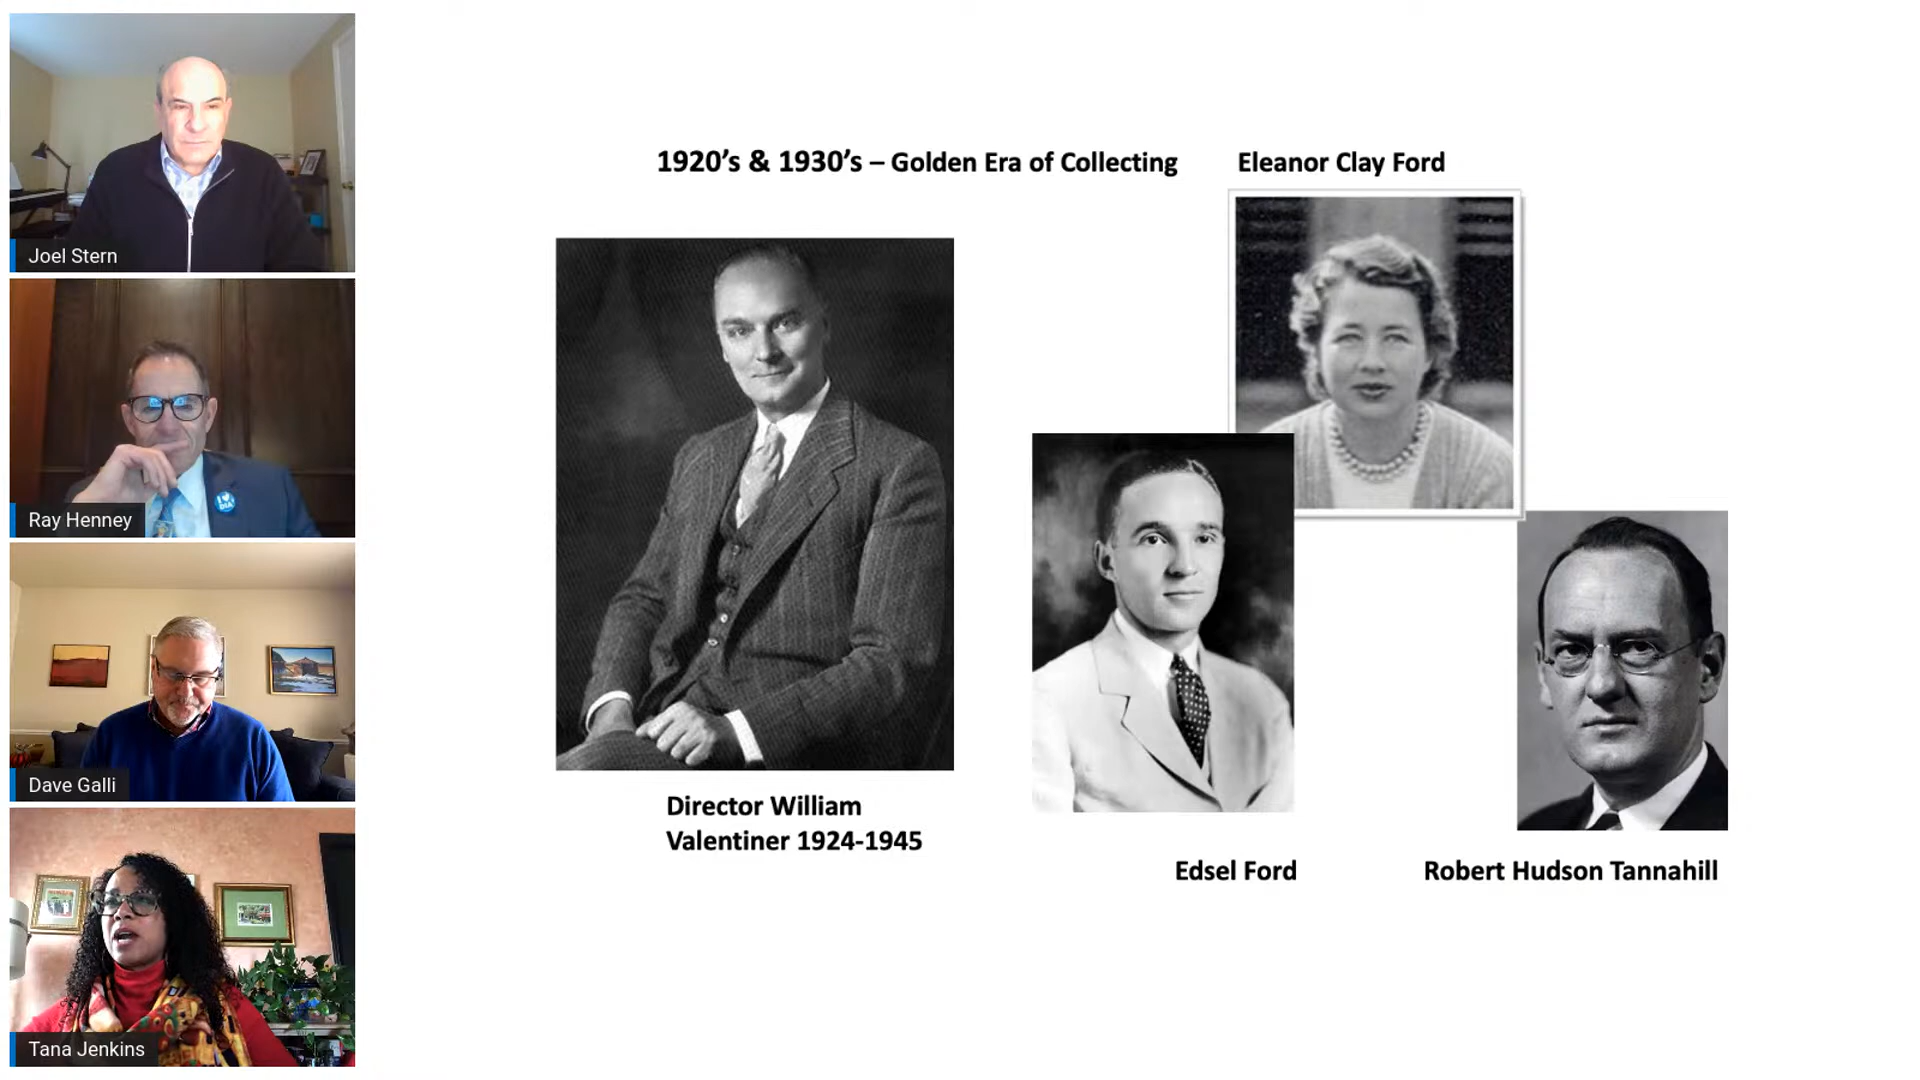 Joel Stern
Ray Henney
I ♥
DIA
Dave Galli
Tana Jenkins
1920’s & 1930’s – Golden Era of Collecting
Eleanor Clay Ford
Director William
Valentiner 1924-1945
Edsel Ford
Robert Hudson Tannahill